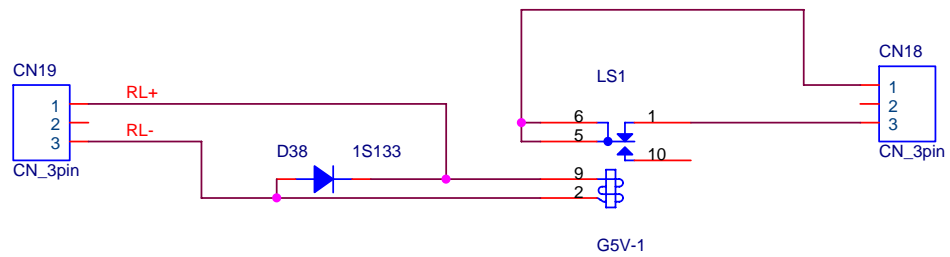 CN19
1
2
3
CN_3pin
RL+
RL-
D38
1S133
LS1
6
5
1
10
9
2
G5V-1
CN18
1
2
3
CN_3pin